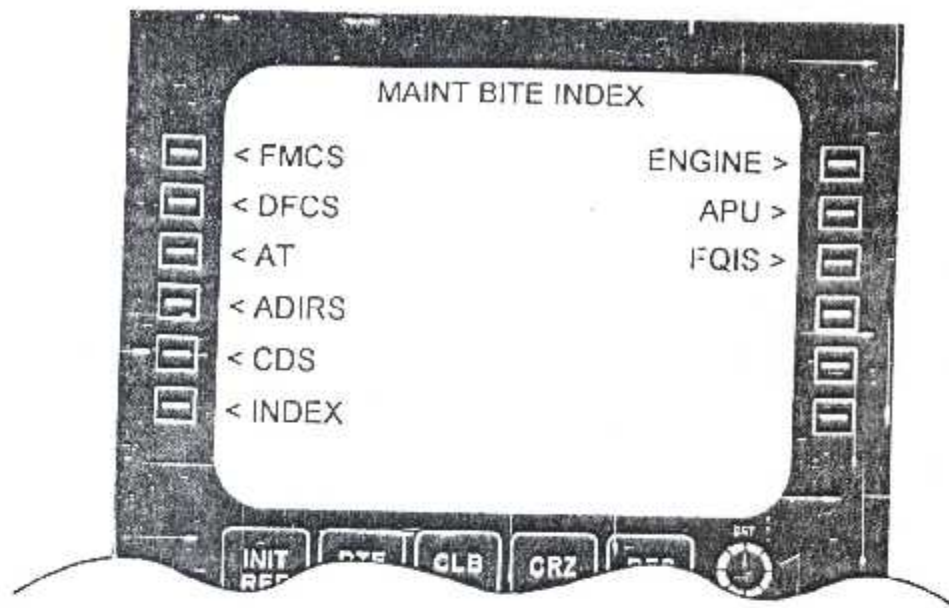 MAINT BITE INDEX
< FMCS ENGINE >
< DFCS APU >
< AT FQIS >
< ADIRS
< CDS
< INDEX
INIT CLB CRZ